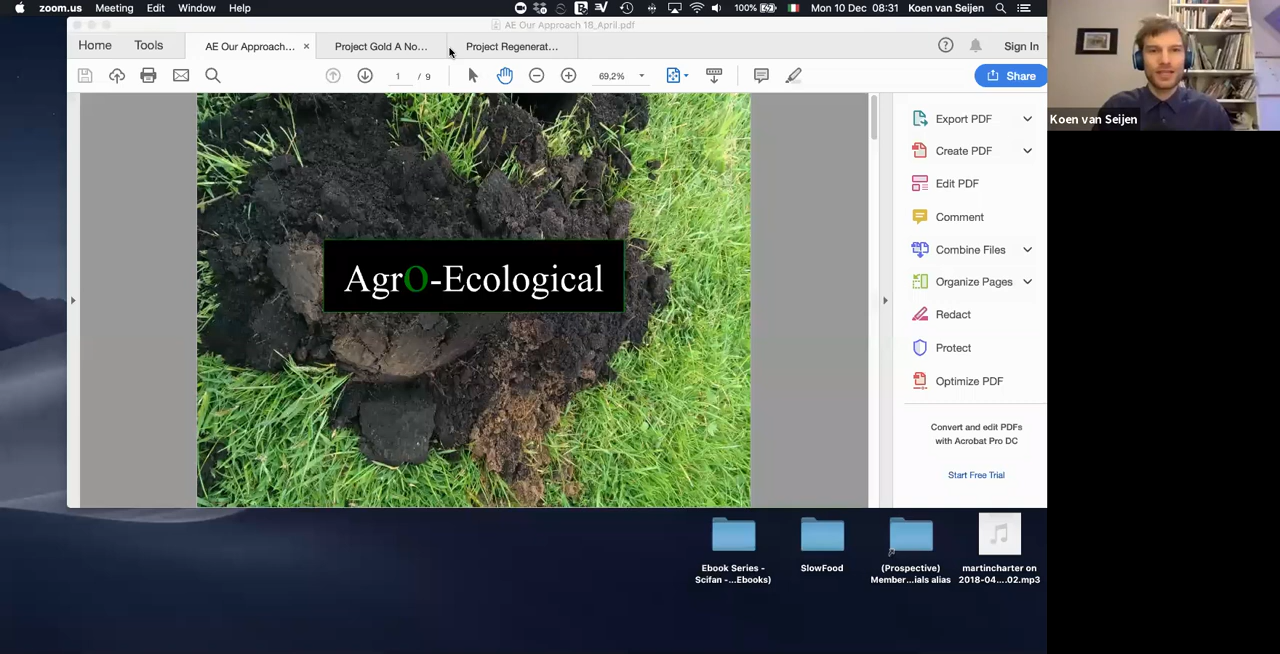 zoom.us Meeting Edit Window Help 100% Mon 10 Dec 08:31 Koen van Seijen
AE Our Approach 18_April.pdf
Home Tools AE Our Approach... × Project Gold A No... Project Regenerat... Sign In
1 / 9 69,2% Share
Koen van Seijen
Export PDF
Create PDF
Edit PDF
Comment
Combine Files
Organize Pages
Redact
Protect
Optimize PDF
Convert and edit PDFs
with Acrobat Pro DC
Start Free Trial
AgrO-Ecological
Ebook Series -
Scifan -...Ebooks)
SlowFood
(Prospective)
Member...ials alias
martincharter on
2018-04....02.mp3